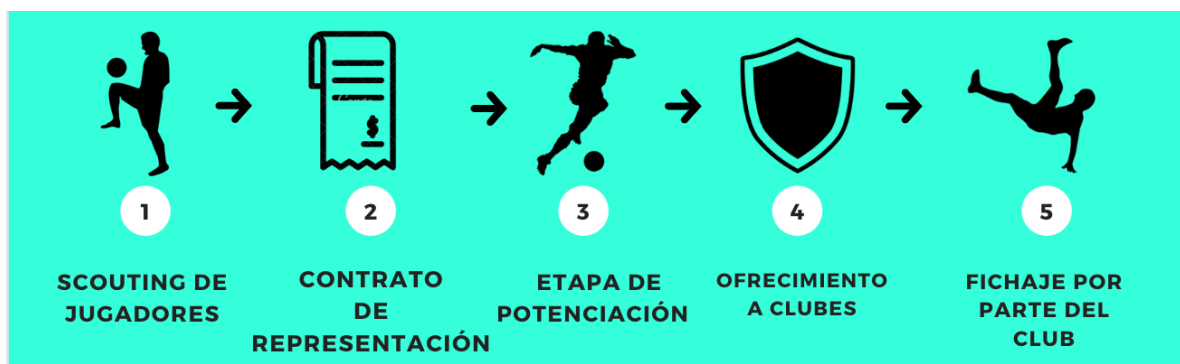 $
1
SCOUTING DE
JUGADORES
2
CONTRATO
DE
REPRESENTACIÓN
3
ETAPA DE
POTENCIACIÓN
4
OFRECIMIENTO
A CLUBES
5
FICHAJE POR
PARTE DEL
CLUB